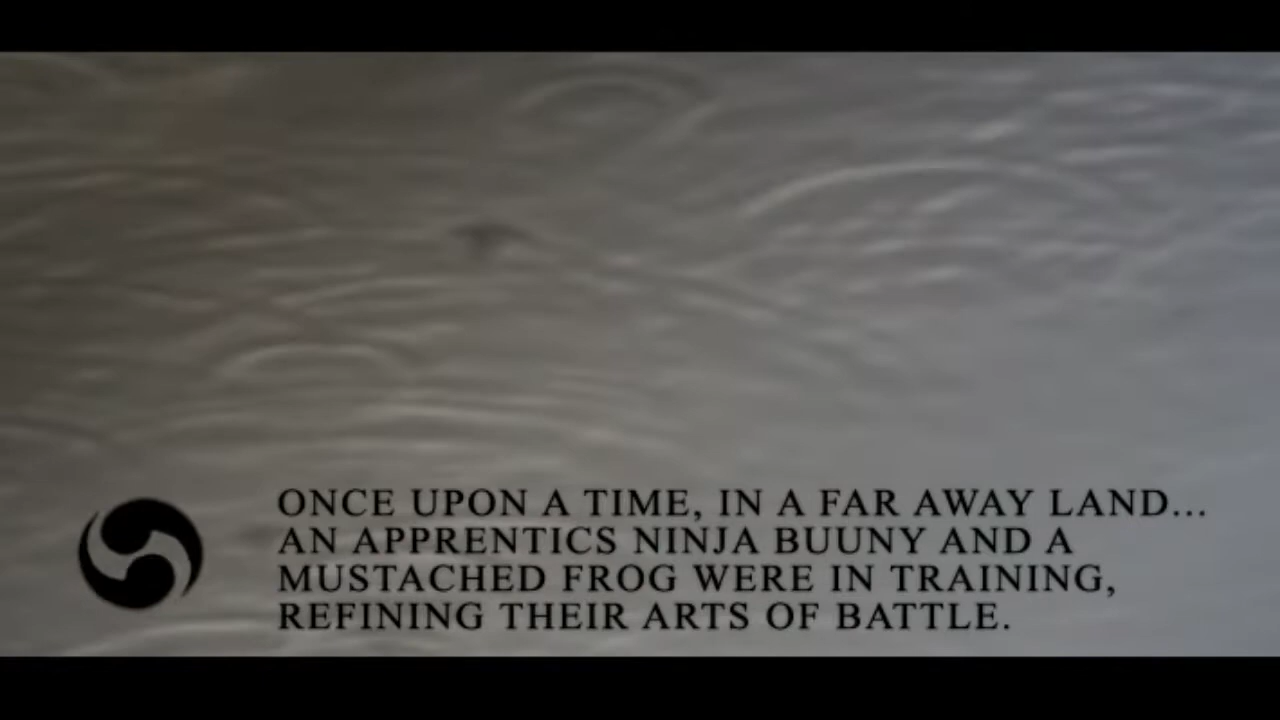 ONCE UPON A TIME, IN A FAR AWAY LAND...
AN APPRENTICS NINJA BUUNY AND A
MUSTACHED FROG WERE IN TRAINING,
REFINING THEIR ARTS OF BATTLE.